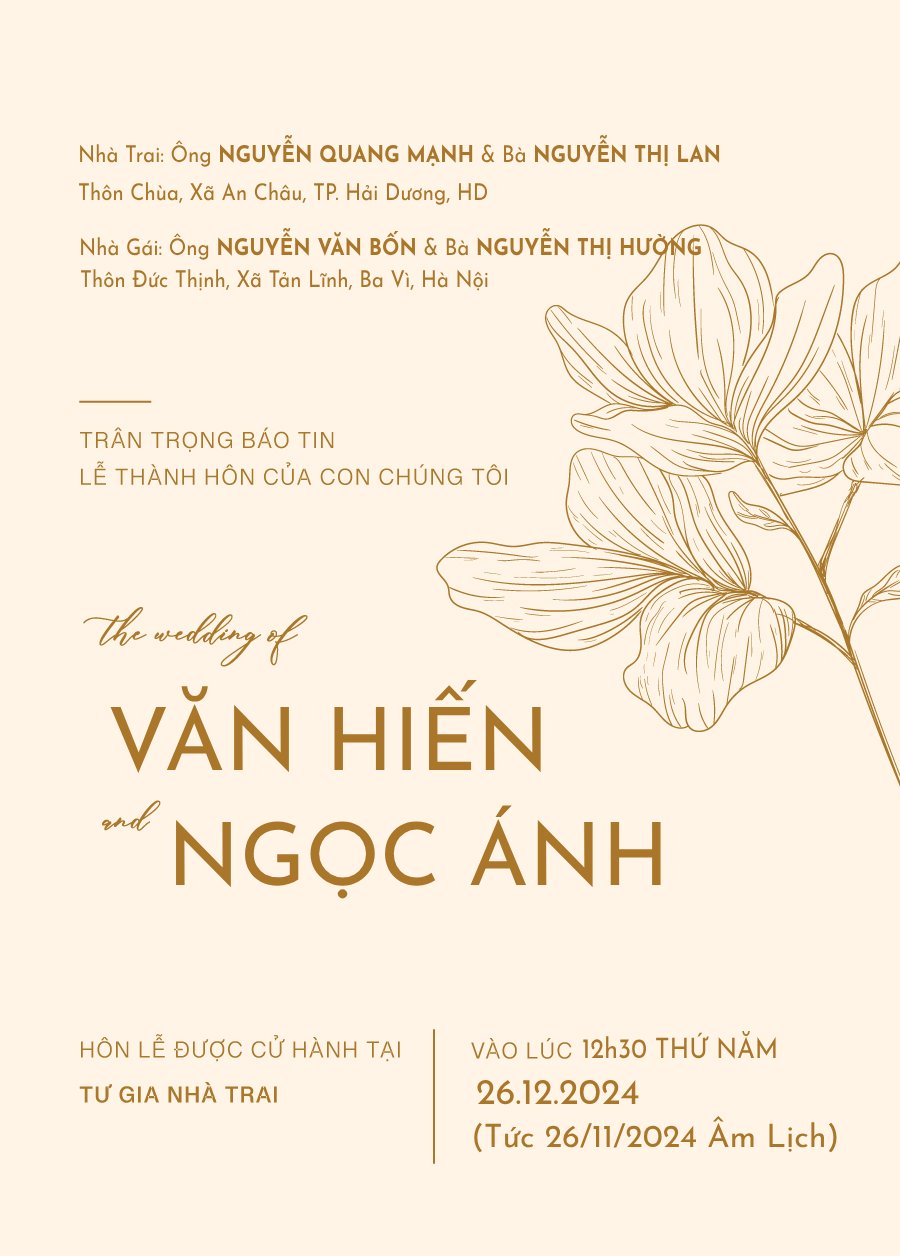 Nhà Trai: Ông NGUYỄN QUANG MẠNH & Bà NGUYỄN THỊ LAN
Thôn Chùa, Xã An Châu, TP. Hải Dương, HD
Nhà Gái: Ông NGUYỄN VĂN BỐN & Bà NGUYỄN THỊ HƯỜNG
Thôn Đức Thịnh, Xã Tản Lĩnh, Ba Vì, Hà Nội
TRÂN TRỌNG BÁO TIN
LỄ THÀNH HÔN CỦA CON CHÚNG TÔI
the wedding of
VĂN HIẾN
and
NGỌC ÁNH
HÔN LỄ ĐƯỢC CỬ HÀNH TẠI
TƯ GIA NHÀ TRAI
VÀO LÚC 12h30 THỨ NĂM
26.12.2024
(Tức 26/11/2024 Âm Lịch)